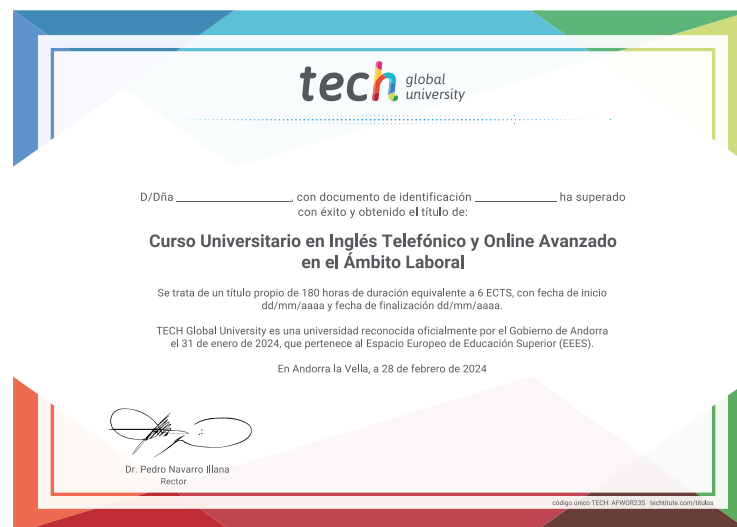 tech global university
D/Dña ____________, con documento de identificación ____________ ha superado
con éxito y obtenido el título de:
Curso Universitario en Inglés Telefónico y Online Avanzado
en el Ámbito Laboral
Se trata de un título propio de 180 horas de duración equivalente a 6 ECTS, con fecha de inicio
dd/mm/aaaa y fecha de finalización dd/mm/aaaa.
TECH Global University es una universidad reconocida oficialmente por el Gobierno de Andorra
el 31 de enero de 2024, que pertenece al Espacio Europeo de Educación Superior (EEES).
En Andorra la Vella, a 28 de febrero de 2024
Dr. Pedro Navarro Illana
Rector
código único TECH: AFWOR23S techtitute.com/titulos